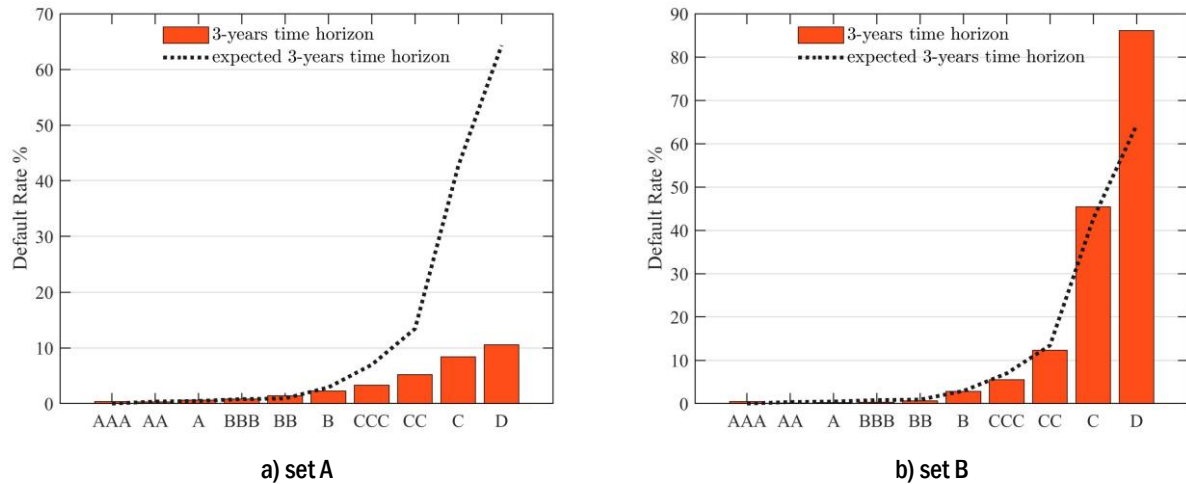 3-years time horizon
expected 3-years time horizon
Default Rate %
70
60
50
40
30
20
10
0
AAA AA A BBB BB B CCC CC C D
a) set A
3-years time horizon
expected 3-years time horizon
Default Rate %
90
80
70
60
50
40
30
20
10
0
AAA AA A BBB BB B CCC CC C D
b) set B